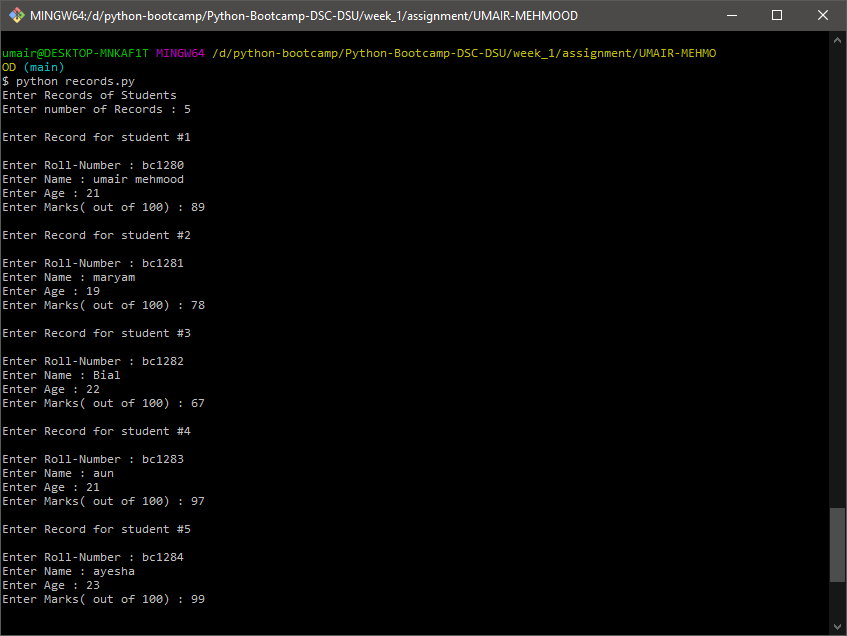 MINGW64:/d/python-bootcamp/Python-Bootcamp-DSC-DSU/week_1/assignment/UMAIR-MEHMOOD
umair@DESKTOP-MNKAF1T MINGW64 /d/python-bootcamp/Python-Bootcamp-DSC-DSU/week_1/assignment/UMAIR-MEHMO
OD (main)
$ python records.py
Enter Records of Students
Enter number of Records : 5
Enter Record for student #1
Enter Roll-Number : bc1280
Enter Name : umair mehmood
Enter Age : 21
Enter Marks( out of 100) : 89
Enter Record for student #2
Enter Roll-Number : bc1281
Enter Name : maryam
Enter Age : 19
Enter Marks( out of 100) : 78
Enter Record for student #3
Enter Roll-Number : bc1282
Enter Name : Bial
Enter Age : 22
Enter Marks( out of 100) : 67
Enter Record for student #4
Enter Roll-Number : bc1283
Enter Name : aun
Enter Age : 21
Enter Marks( out of 100) : 97
Enter Record for student #5
Enter Roll-Number : bc1284
Enter Name : ayesha
Enter Age : 23
Enter Marks( out of 100) : 99